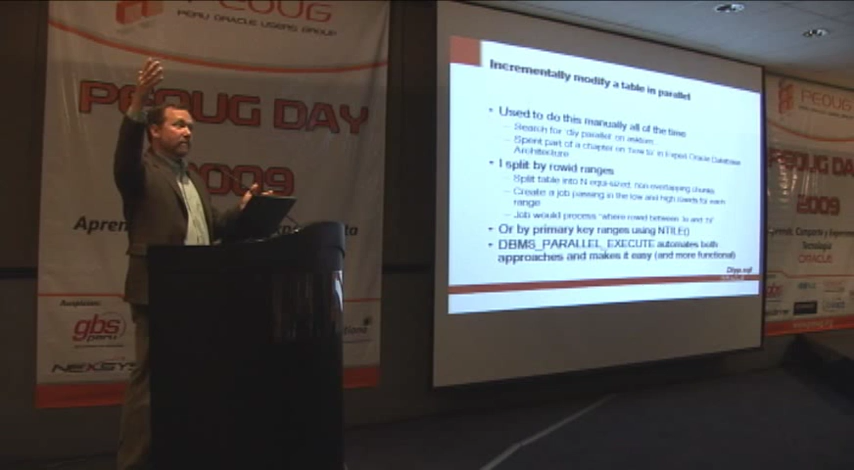 PEOUG
PERU ORACLE USERS GROUP
PEOUG DAY
2009
gbs
peru
NEXSYS
Incrementally modify a table in parallel
• Used to do this manually all of the time
– Search for 'diy parallel' on asktom
– Spent part of a chapter on 'how to' in Expert Oracle Database
Architecture
• I split by rowid ranges
– Split table into N equi-sized, non-overlapping chunks
– Create a job passing in the low and high rowids for each
range
– Job would process "where rowid between :lo and :hi"
• Or by primary key ranges using NTILE()
• DBMS_PARALLEL_EXECUTE automates both
approaches and makes it easy (and more functional)
PEOUG
PEOUG DAY
2009
Tecnología
ORACLE